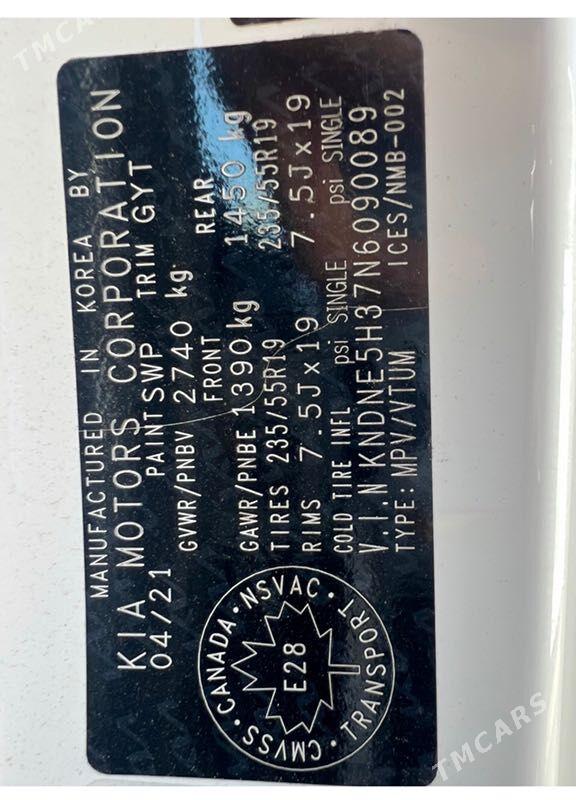 MANUFACTURED IN KOREA BY
KIA MOTORS CORPORATION
04/21 PAINT SWP TRIM GYT
GVWR/PNBV 2740 kg
FRONT REAR
GAWR/PNBE 1390 kg 1450 kg
TIRES 235/55R19 235/55R19
RIMS 7.5J x 19 7.5J x 19
COLD TIRE INFL psi SINGLE psi SINGLE
V.I.N KNDNE5H37N6090089
TYPE: MPV/VTUM ICES/NMB-002
CMVSS • CANADA • NSVAC • TRANSPORT •
E28
TMCARS
TMCARS